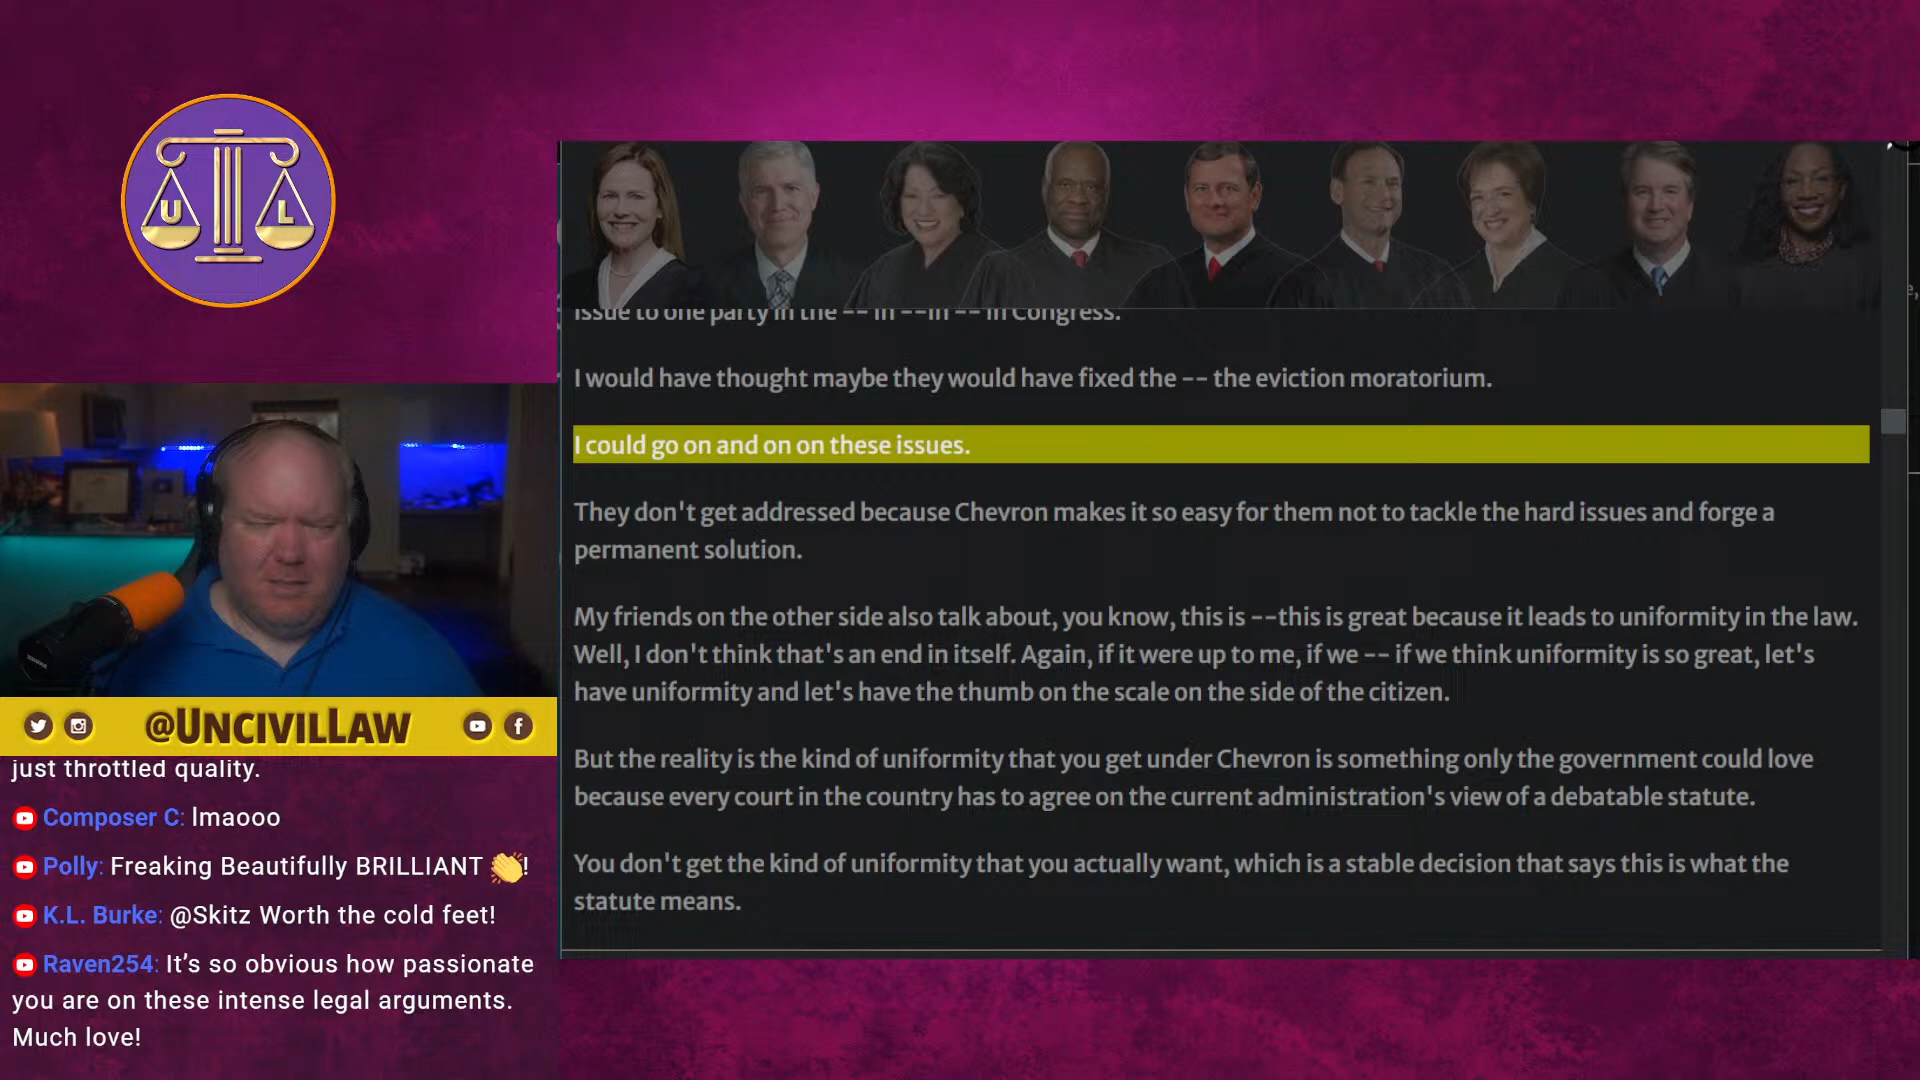 U L
issue to one party in the -- in --in -- in Congress.
I would have thought maybe they would have fixed the -- the eviction moratorium.
I could go on and on on these issues.
They don't get addressed because Chevron makes it so easy for them not to tackle the hard issues and forge a
permanent solution.
My friends on the other side also talk about, you know, this is --this is great because it leads to uniformity in the law.
Well, I don't think that's an end in itself. Again, if it were up to me, if we -- if we think uniformity is so great, let's
have uniformity and let's have the thumb on the scale on the side of the citizen.
But the reality is the kind of uniformity that you get under Chevron is something only the government could love
because every court in the country has to agree on the current administration's view of a debatable statute.
You don't get the kind of uniformity that you actually want, which is a stable decision that says this is what the
statute means.
@UNCIVILLAW
just throttled quality.
Composer C: lmaooo
Polly: Freaking Beautifully BRILLIANT 👏!
K.L. Burke: @Skitz Worth the cold feet!
Raven254: It’s so obvious how passionate
you are on these intense legal arguments.
Much love!